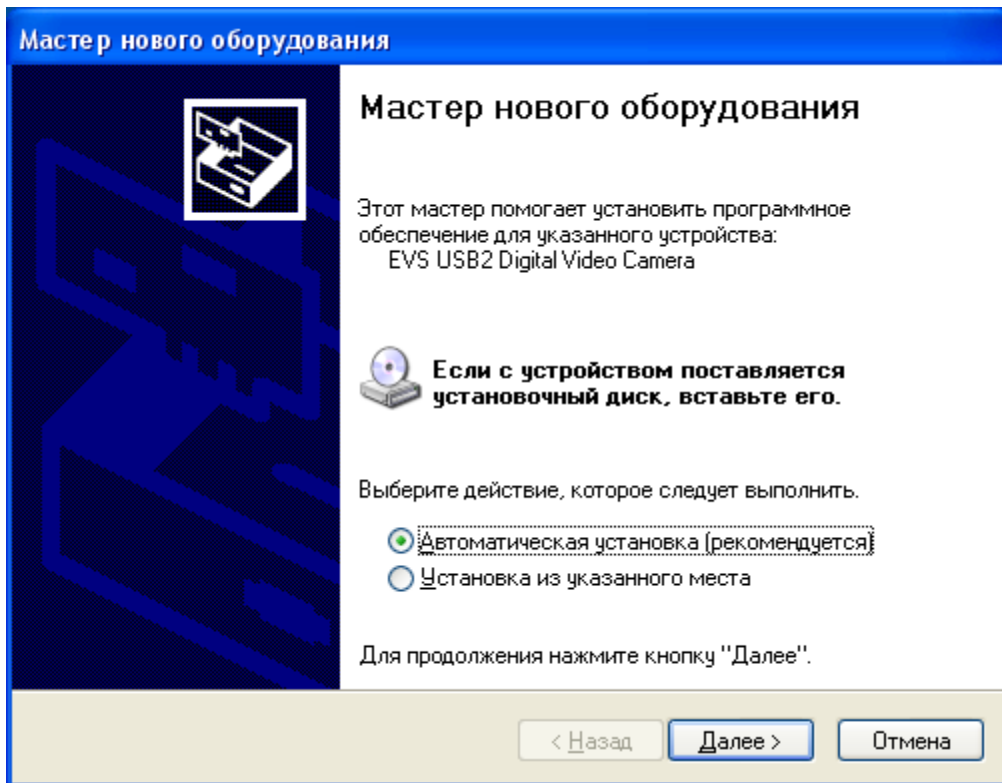 Мастер нового оборудования
Мастер нового оборудования
Этот мастер помогает установить программное
обеспечение для указанного устройства:
EVS USB2 Digital Video Camera
Если с устройством поставляется
установочный диск, вставьте его.
Выберите действие, которое следует выполнить.
Автоматическая установка (рекомендуется)
Установка из указанного места
Для продолжения нажмите кнопку "Далее".
< Назад Далее > Отмена